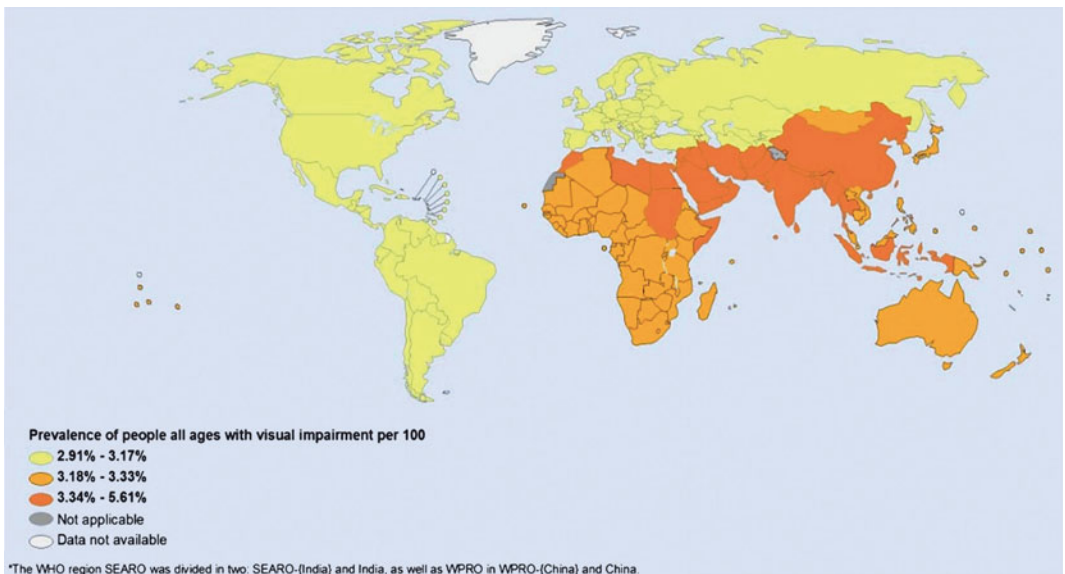 Prevalence of people all ages with visual impairment per 100
2.91% - 3.17%
3.18% - 3.33%
3.34% - 5.61%
Not applicable
Data not available
*The WHO region SEARO was divided in two: SEARO-{India} and India, as well as WPRO in WPRO-{China} and China.